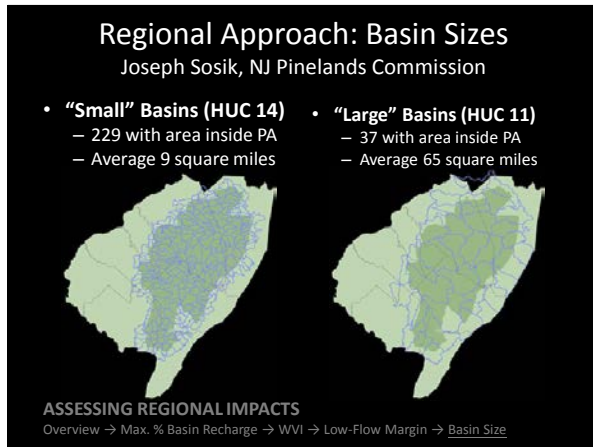 Regional Approach: Basin Sizes
Joseph Sosik, NJ Pinelands Commission
• “Small” Basins (HUC 14)
– 229 with area inside PA
– Average 9 square miles
• “Large” Basins (HUC 11)
– 37 with area inside PA
– Average 65 square miles
ASSESSING REGIONAL IMPACTS
Overview → Max. % Basin Recharge → WVI → Low-Flow Margin → Basin Size